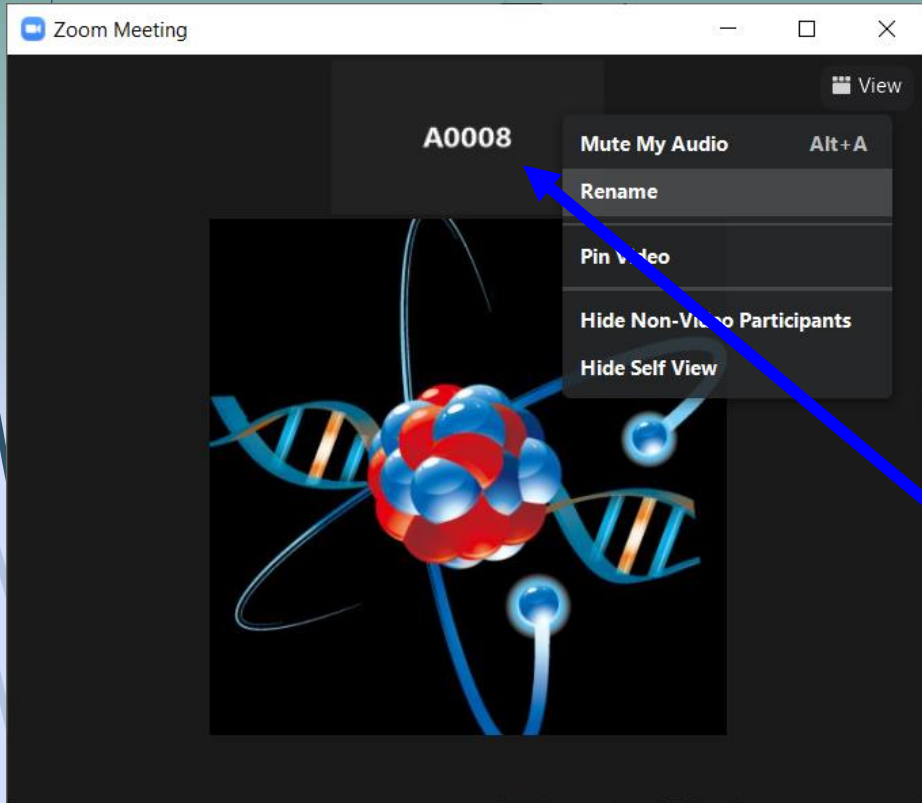 Zoom Meeting
View
A0008
Mute My Audio Alt+A
Rename
Pin Video
Hide Non-Video Participants
Hide Self View